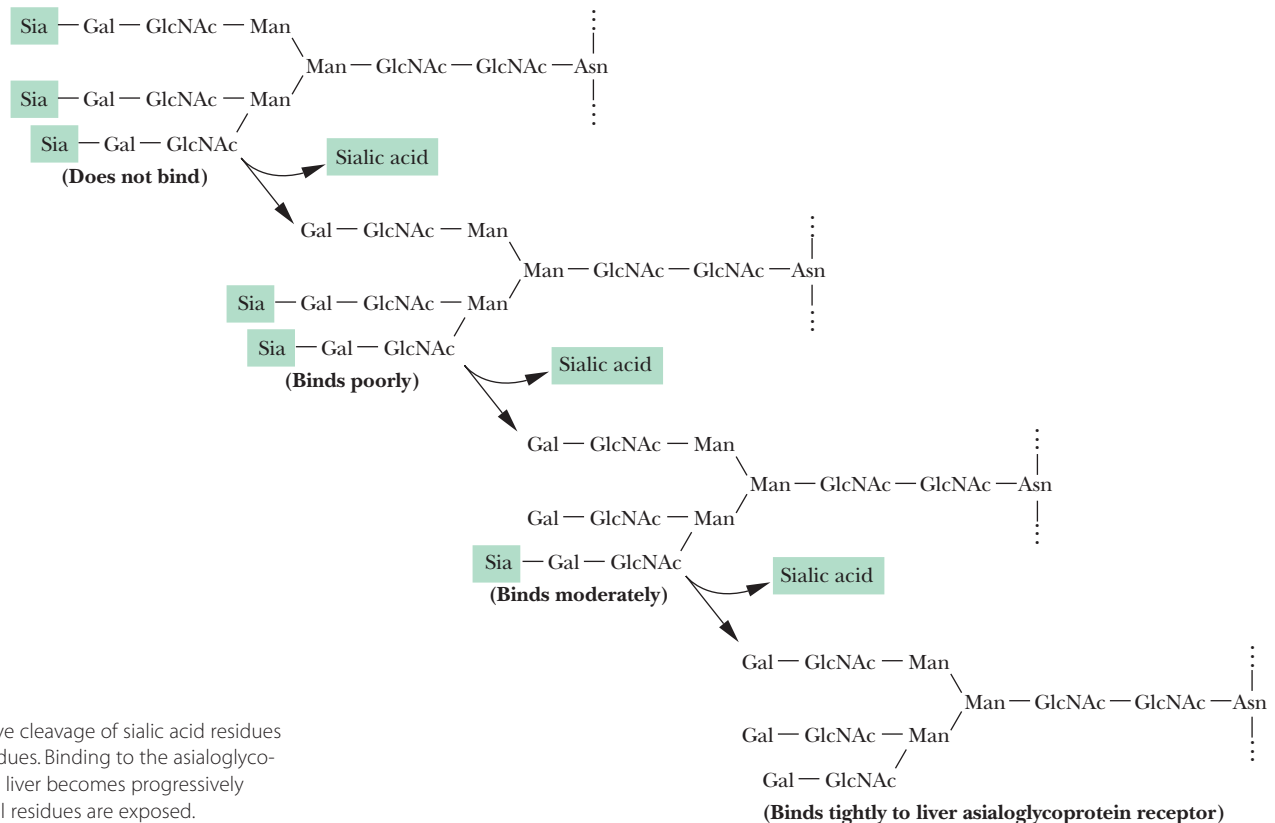 Sia — Gal — GlcNAc — Man
Man — GlcNAc — GlcNAc — Asn
Sia — Gal — GlcNAc — Man
Sia — Gal — GlcNAc
Sialic acid
(Does not bind)
Gal — GlcNAc — Man
Man — GlcNAc — GlcNAc — Asn
Sia — Gal — GlcNAc — Man
Sia — Gal — GlcNAc
Sialic acid
(Binds poorly)
Gal — GlcNAc — Man
Man — GlcNAc — GlcNAc — Asn
Gal — GlcNAc — Man
Sia — Gal — GlcNAc
Sialic acid
(Binds moderately)
Gal — GlcNAc — Man
Man — GlcNAc — GlcNAc — Asn
Gal — GlcNAc — Man
Gal — GlcNAc
(Binds tightly to liver asialoglycoprotein receptor)
ve cleavage of sialic acid residues
dues. Binding to the asialoglyco-
liver becomes progressively
l residues are exposed.